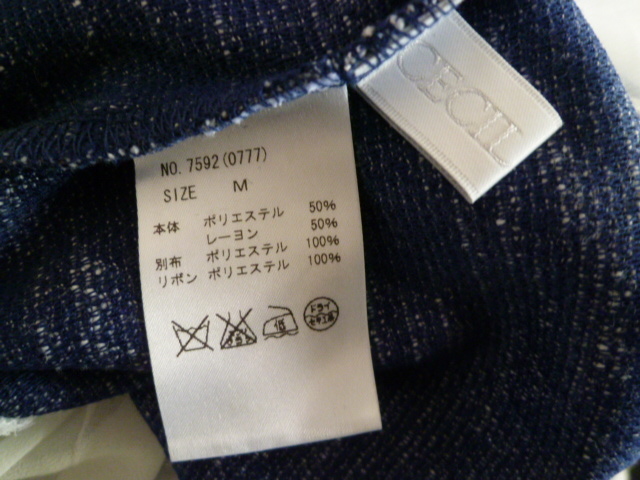 CECIL
NO. 7592(0777)
SIZE M
本体 ポリエステル 50%
レーヨン 50%
別布 ポリエステル 100%
リボン ポリエステル 100%
ドライ